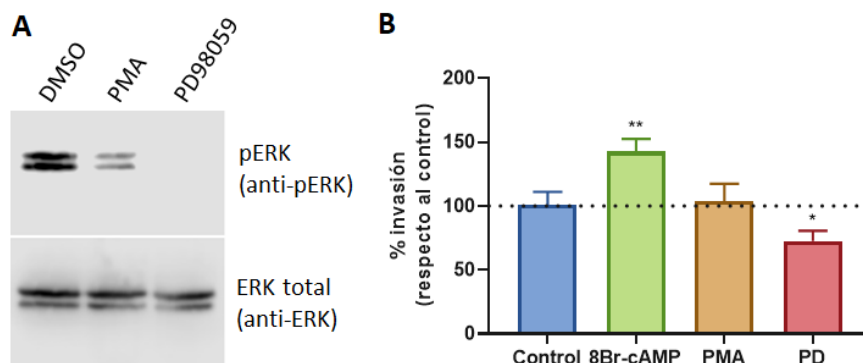 A
DMSO
PMA
PD98059
pERK
(anti-pERK)
ERK total
(anti-ERK)
B
% invasión
(respecto al control)
200
150
100
50
0
**
*
Control 8Br-cAMP PMA PD